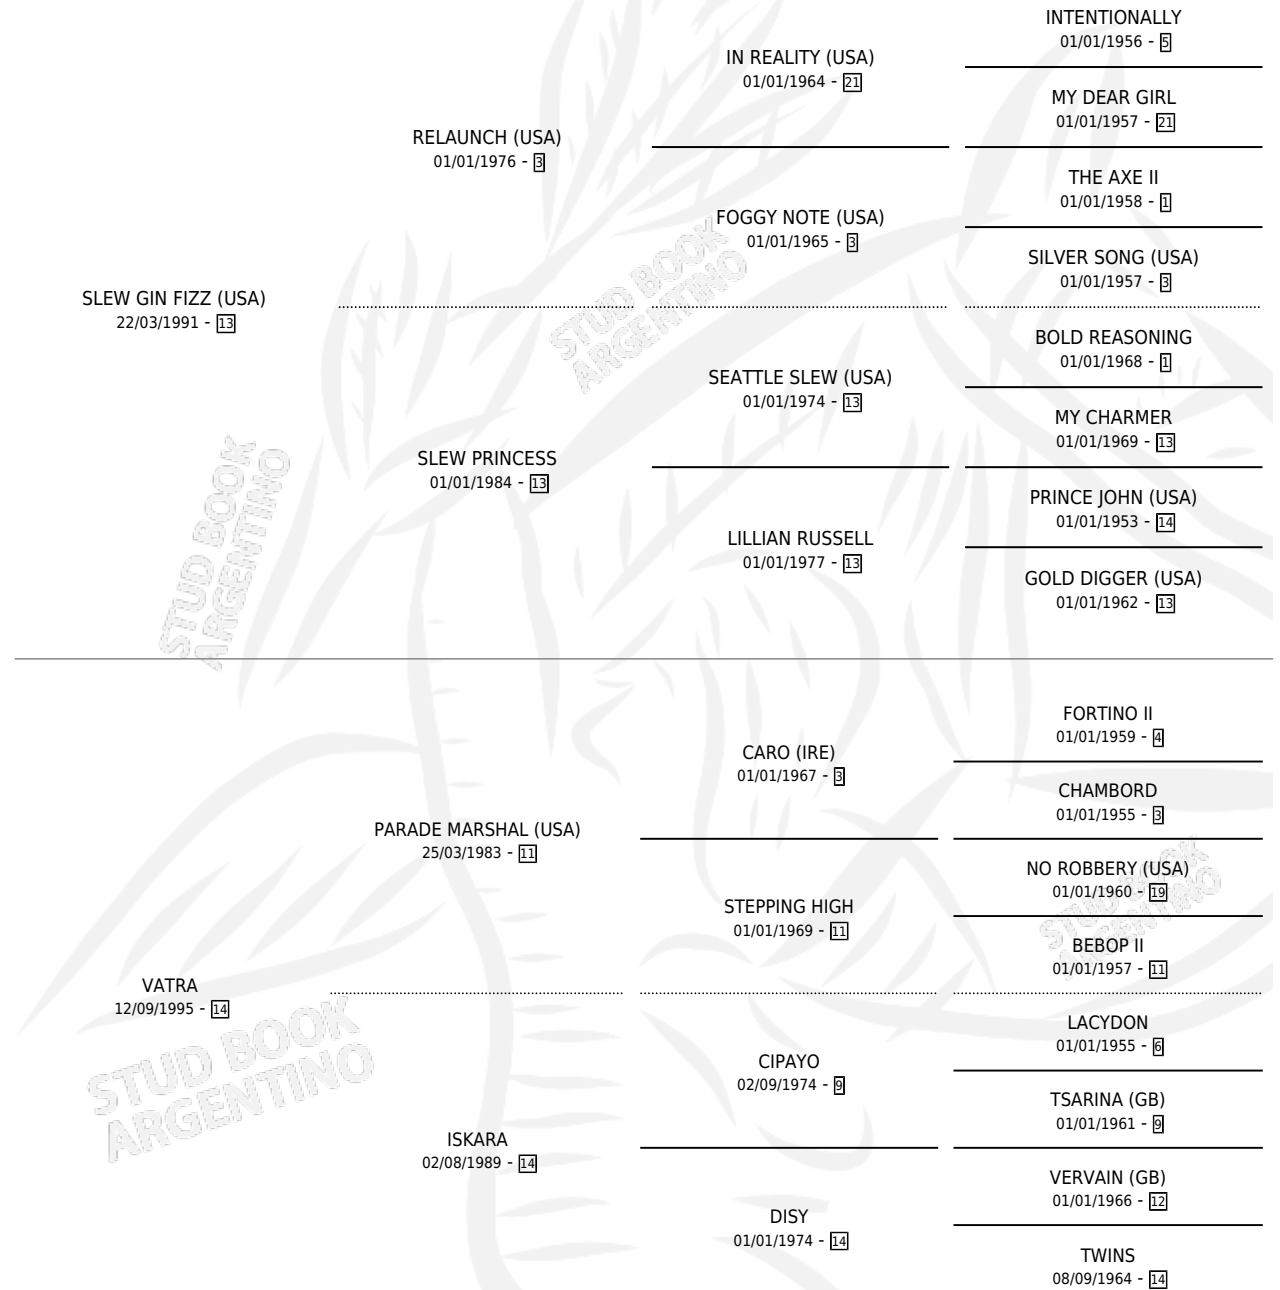 INTENTIONALLY
01/01/1956 - 5
IN REALITY (USA)
01/01/1964 - 21
MY DEAR GIRL
01/01/1957 - 21
RELAUNCH (USA)
01/01/1976 - 3
THE AXE II
01/01/1958 - 1
FOGGY NOTE (USA)
01/01/1965 - 3
SILVER SONG (USA)
01/01/1957 - 3
SLEW GIN FIZZ (USA)
22/03/1991 - 13
BOLD REASONING
01/01/1968 - 1
SEATTLE SLEW (USA)
01/01/1974 - 13
MY CHARMER
01/01/1969 - 13
SLEW PRINCESS
01/01/1984 - 13
PRINCE JOHN (USA)
01/01/1953 - 14
LILLIAN RUSSELL
01/01/1977 - 13
GOLD DIGGER (USA)
01/01/1962 - 13
FORTINO II
01/01/1959 - 4
CARO (IRE)
01/01/1967 - 3
CHAMBORD
01/01/1955 - 3
PARADE MARSHAL (USA)
25/03/1983 - 11
NO ROBBERY (USA)
01/01/1960 - 19
STEPPING HIGH
01/01/1969 - 11
BEBOP II
01/01/1957 - 11
VATRA
12/09/1995 - 14
LACYDON
01/01/1955 - 6
CIPAYO
02/09/1974 - 9
TSARINA (GB)
01/01/1961 - 9
ISKARA
02/08/1989 - 14
VERVAIN (GB)
01/01/1966 - 12
DISY
01/01/1974 - 14
TWINS
08/09/1964 - 14
STUD BOOK
ARGENTINO
STUD BOOK
ARGENTINO
STUD BOOK
ARGENTINO
STUD BOOK
ARGENTINO